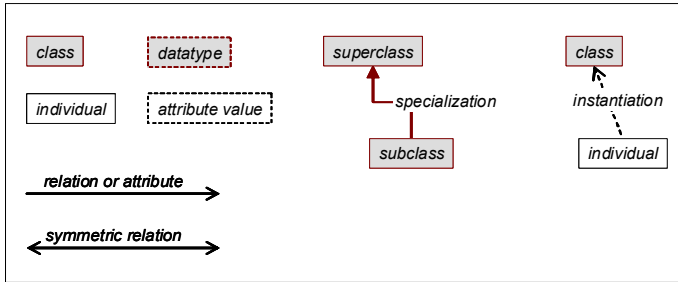 class
datatype
superclass
class
individual
attribute value
specialization
instantiation
subclass
individual
relation or attribute
symmetric relation